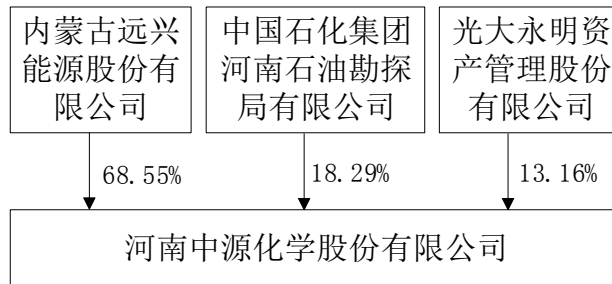 内蒙古远兴
能源股份有
限公司
中国石化集团
河南石油勘探
局有限公司
光大永明资
产管理股份
有限公司
68.55%
18.29%
13.16%
河南中源化学股份有限公司